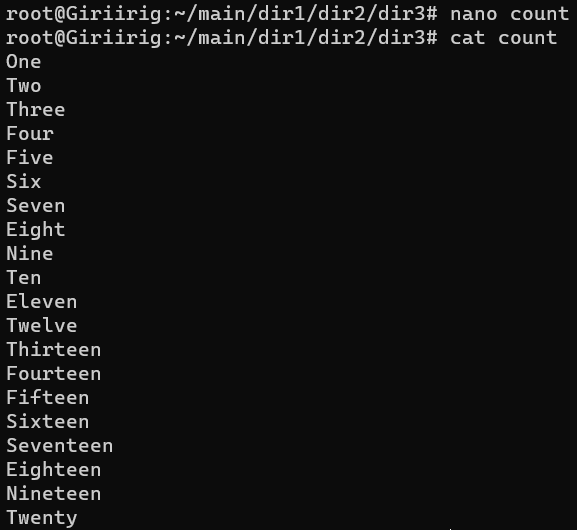 root@Giriirig:~/main/dir1/dir2/dir3# nano count
root@Giriirig:~/main/dir1/dir2/dir3# cat count
One
Two
Three
Four
Five
Six
Seven
Eight
Nine
Ten
Eleven
Twelve
Thirteen
Fourteen
Fifteen
Sixteen
Seventeen
Eighteen
Nineteen
Twenty